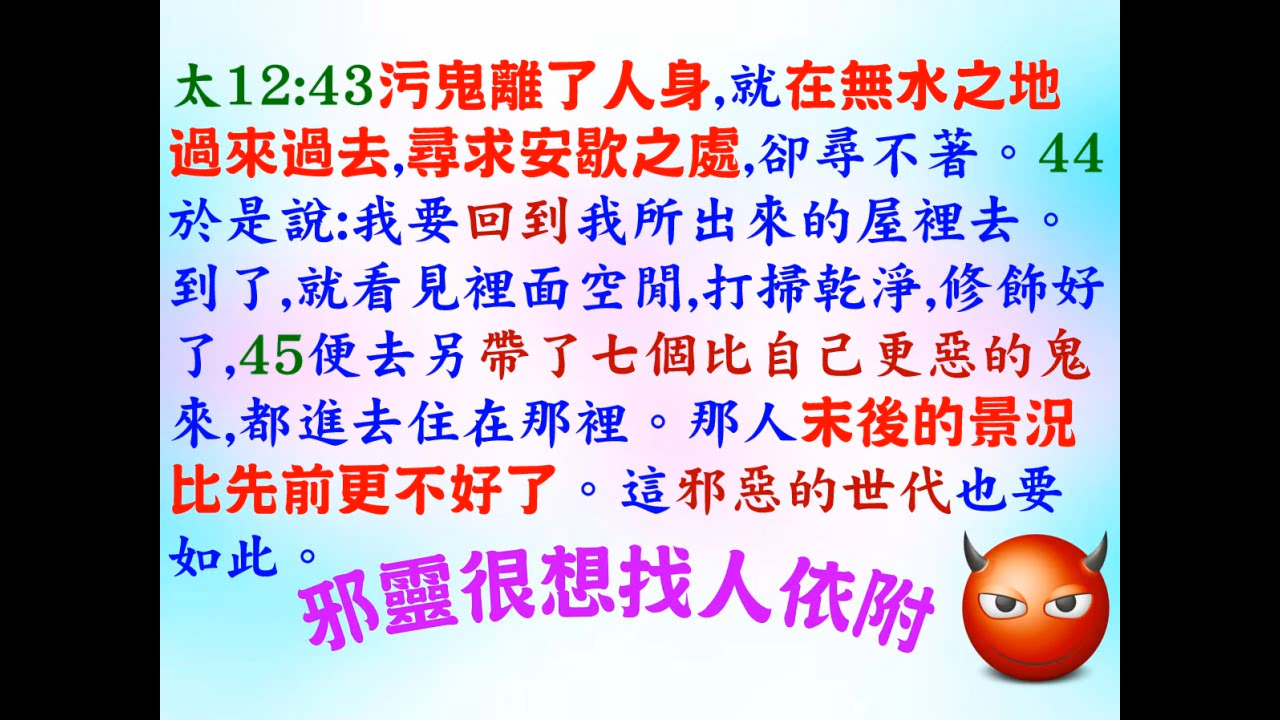 太12:43污鬼離了人身,就在無水之地
過來過去,尋求安歇之處,卻尋不著。44
於是說:我要回到我所出來的屋裡去。
到了,就看見裡面空閒,打掃乾淨,修飾好
了,45便去另帶了七個比自己更惡的鬼
來,都進去住在那裡。那人末後的景況
比先前更不好了。這邪惡的世代也要
如此。
邪靈很想找人依附